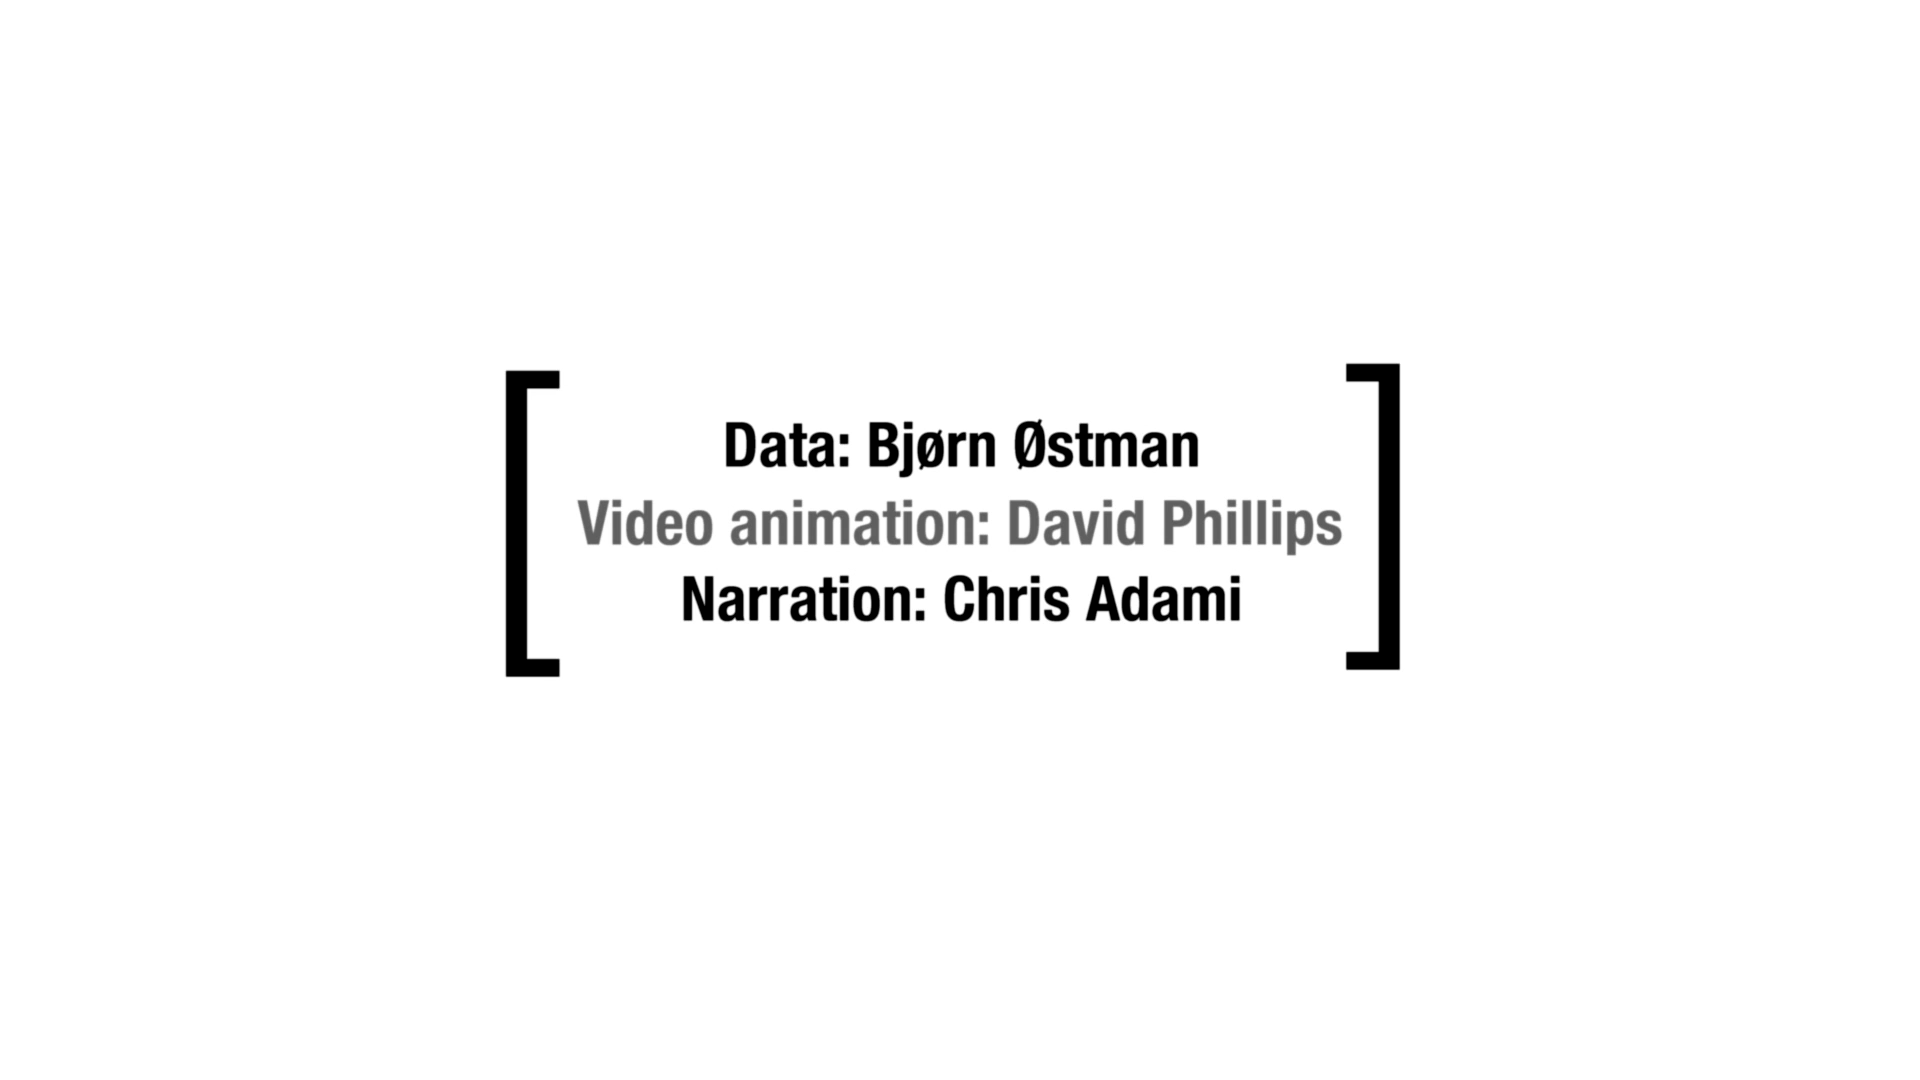 Data: Bjørn Østman
Video animation: David Phillips
Narration: Chris Adami